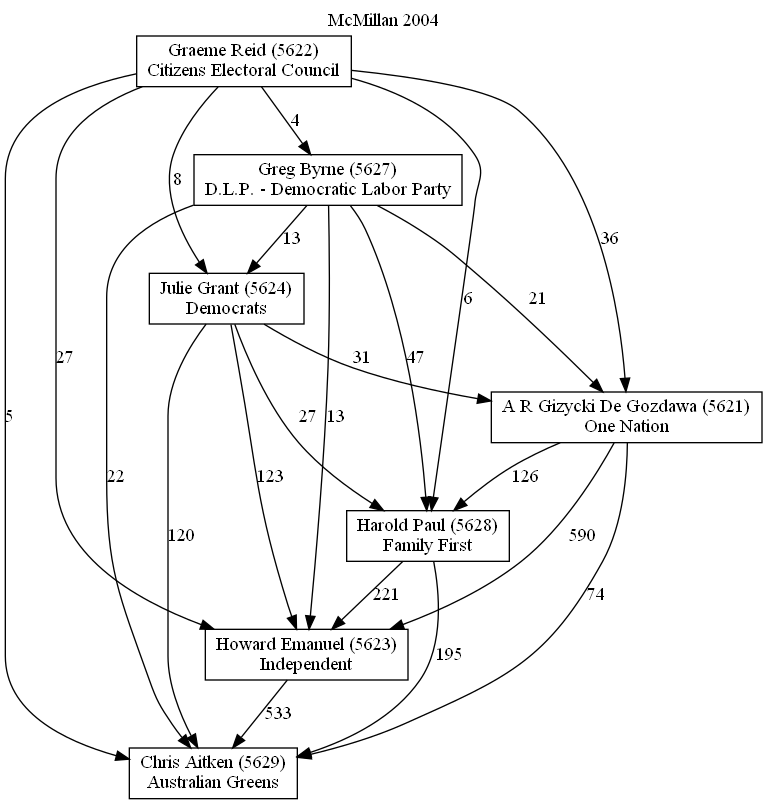 McMillan 2004
Graeme Reid (5622)
Citizens Electoral Council
4
Greg Byrne (5627)
D.L.P. - Democratic Labor Party
8
13
36
Julie Grant (5624)
Democrats
6
21
27
31
47
A R Gizycki De Gozdawa (5621)
One Nation
5
27
13
22
123
126
Harold Paul (5628)
Family First
120
590
221
74
Howard Emanuel (5623)
Independent
195
533
Chris Aitken (5629)
Australian Greens